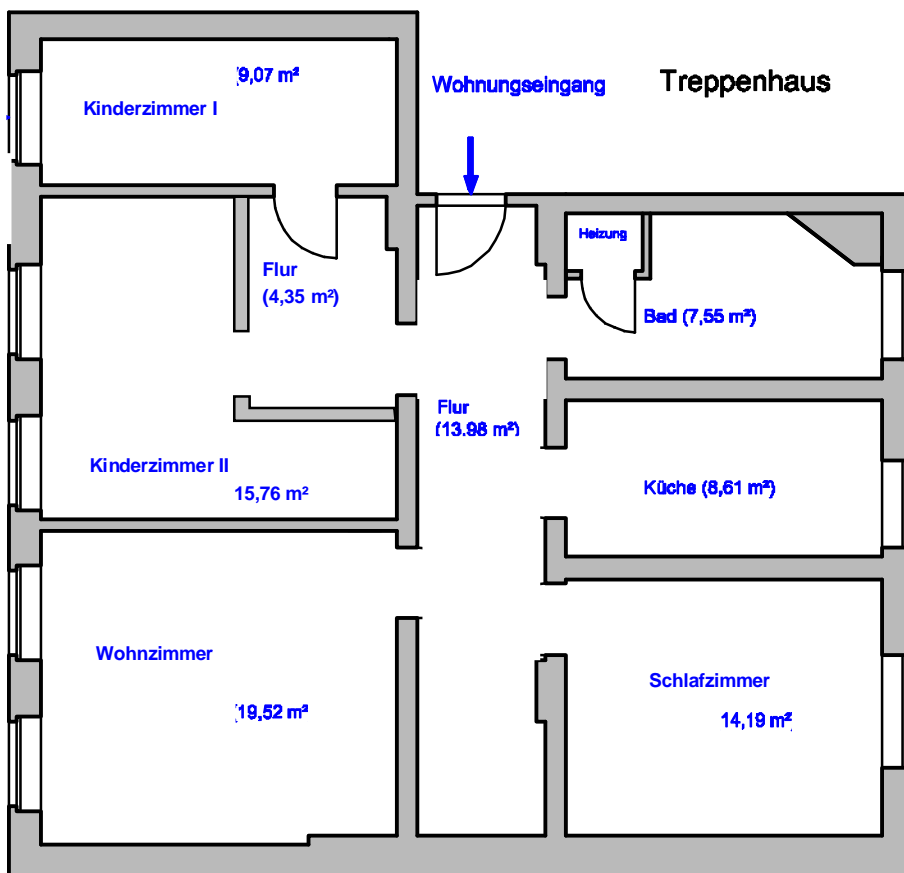 (9,07 m²
Kinderzimmer I
Wohnungseingang
Treppenhaus
Heizung
Flur
(4,35 m²)
Bad (7,55 m²)
Flur
(13.98 m²)
Kinderzimmer II
15,76 m²
Küche (8,61 m²)
Wohnzimmer
(19,52 m²
Schlafzimmer
14,19 m²)